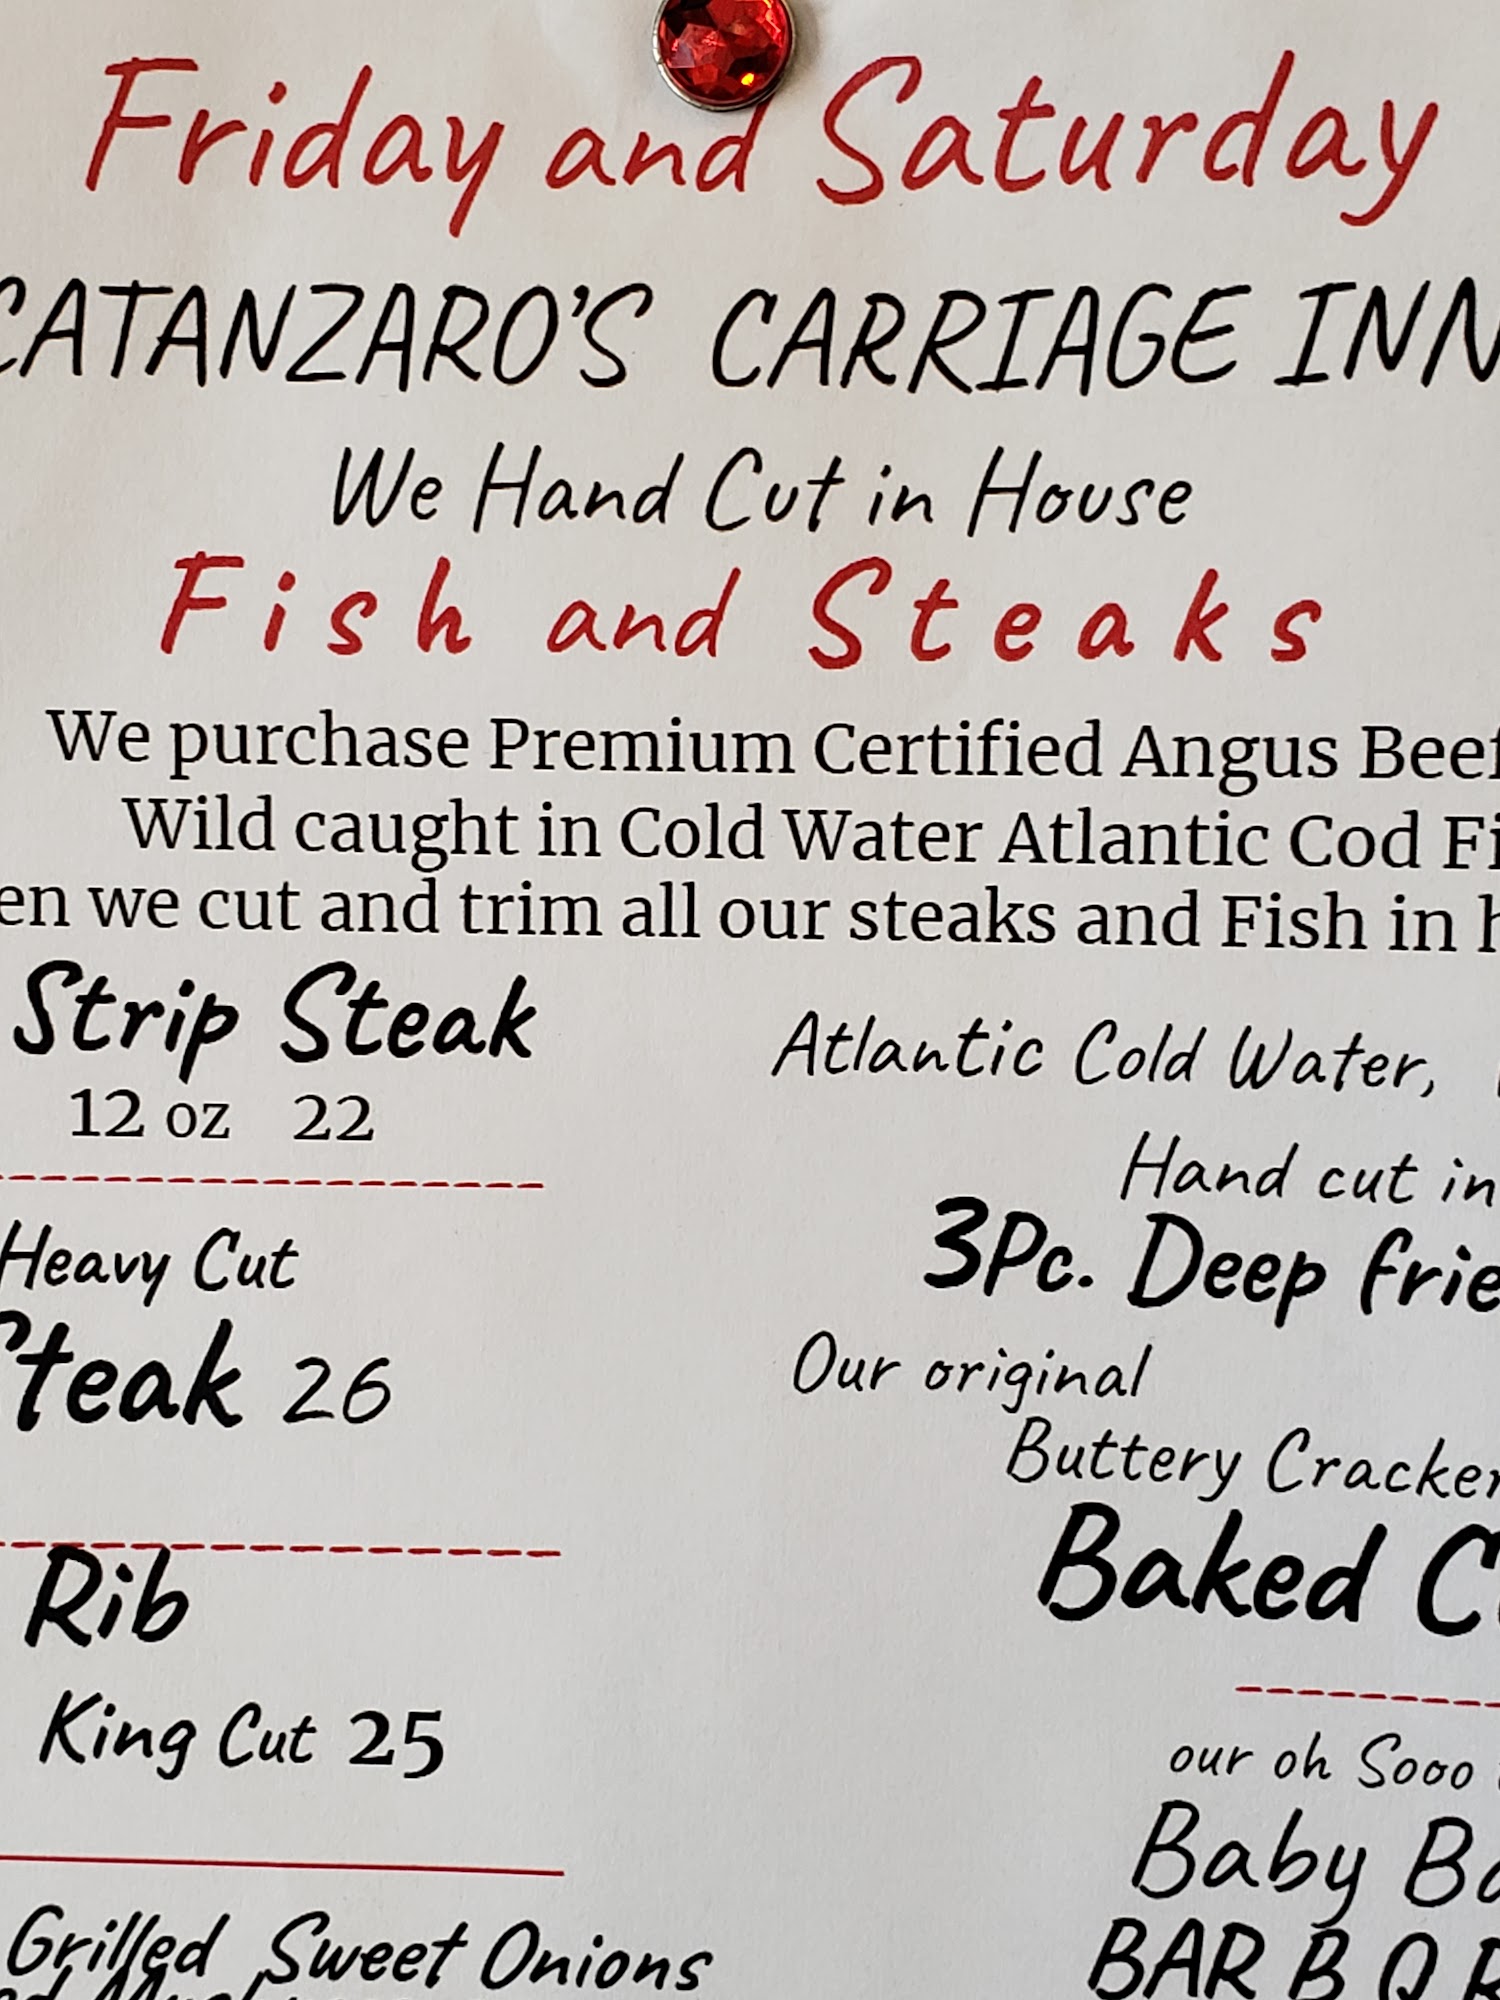 Friday and Saturday
CATANZARO'S CARRIAGE INN
We Hand Cut in House
Fish and Steaks
We purchase Premium Certified Angus Beef
Wild caught in Cold Water Atlantic Cod Fi
en we cut and trim all our steaks and Fish in h
Strip Steak
12 oz 22
Heavy Cut
Steak 26
Rib
King Cut 25
Grilled Sweet Onions
Atlantic Cold Water,
Hand cut in
3Pc. Deep frie
Our original
Buttery Cracker
Baked C
our oh Sooo
Baby Ba
BAR B Q R